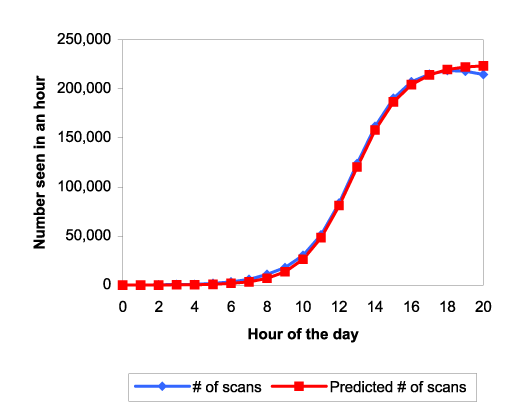 250,000
200,000
150,000
100,000
50,000
0
Number seen in an hour
0 2 4 6 8 10 12 14 16 18 20
Hour of the day
# of scans Predicted # of scans